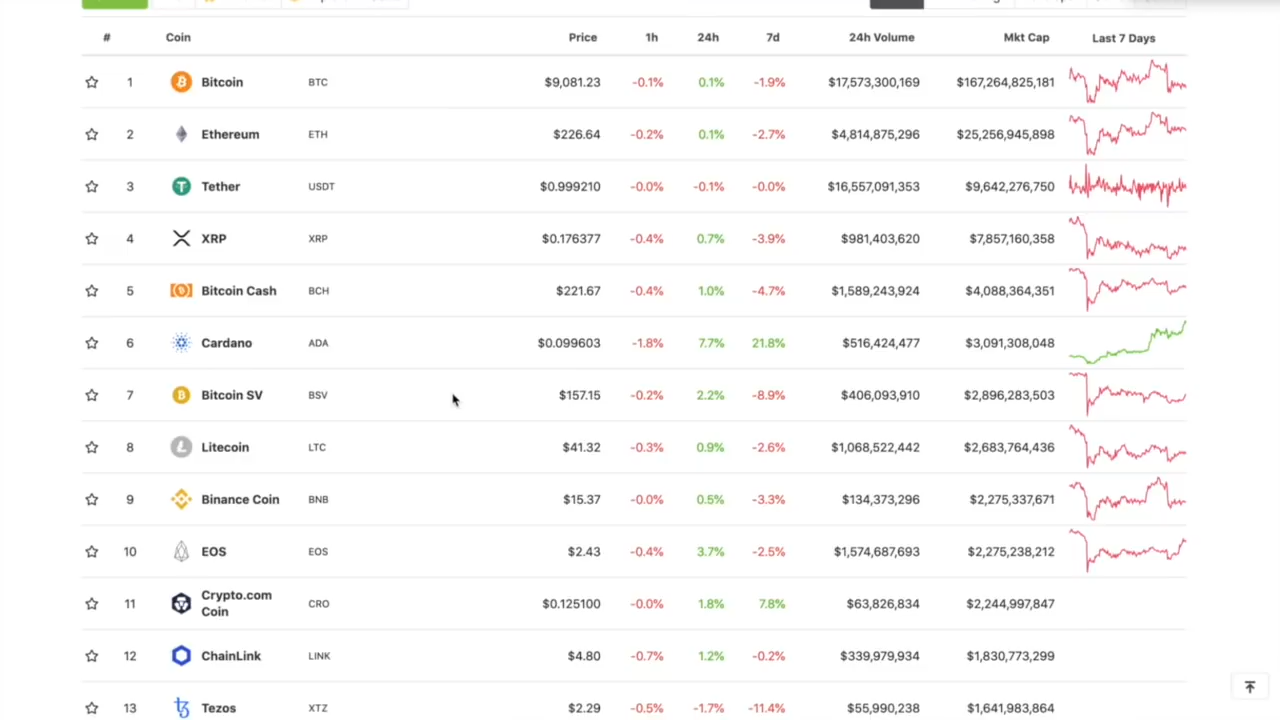 # Coin Price 1h 24h 7d 24h Volume Mkt Cap Last 7 Days
1 Bitcoin BTC $9,081.23 -0.1% 0.1% -1.9% $17,573,300,169 $167,264,825,181
2 Ethereum ETH $226.64 -0.2% 0.1% -2.7% $4,814,875,296 $25,256,945,898
3 Tether USDT $0.999210 -0.0% -0.1% -0.0% $16,557,091,353 $9,642,276,750
4 XRP XRP $0.176377 -0.4% 0.7% -3.9% $981,403,620 $7,857,160,358
5 Bitcoin Cash BCH $221.67 -0.4% 1.0% -4.7% $1,589,243,924 $4,088,364,351
6 Cardano ADA $0.099603 -1.8% 7.7% 21.8% $516,424,477 $3,091,308,048
7 Bitcoin SV BSV $157.15 -0.2% 2.2% -8.9% $406,093,910 $2,896,283,503
8 Litecoin LTC $41.32 -0.3% 0.9% -2.6% $1,068,522,442 $2,683,764,436
9 Binance Coin BNB $15.37 -0.0% 0.5% -3.3% $134,373,296 $2,275,337,671
10 EOS EOS $2.43 -0.4% 3.7% -2.5% $1,574,687,693 $2,275,238,212
11 Crypto.com
Coin CRO $0.125100 -0.0% 1.8% 7.8% $63,826,834 $2,244,997,847
12 ChainLink LINK $4.80 -0.7% 1.2% -0.2% $339,979,934 $1,830,773,299
13 Tezos XTZ $2.29 -0.5% -1.7% -11.4% $55,990,238 $1,641,983,864